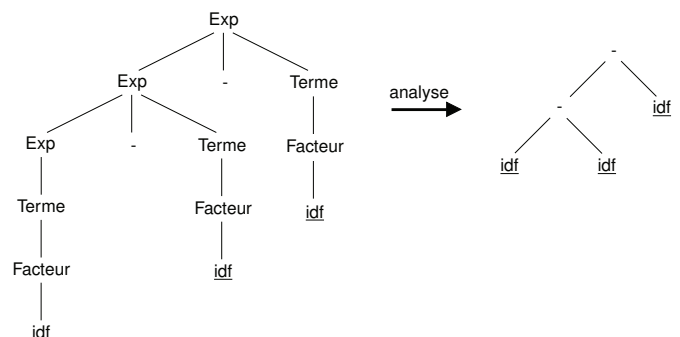 Exp
Exp - Terme
analyse
-
- idf
Exp - Terme Facteur
idf idf
Terme Facteur idf
Facteur idf
idf